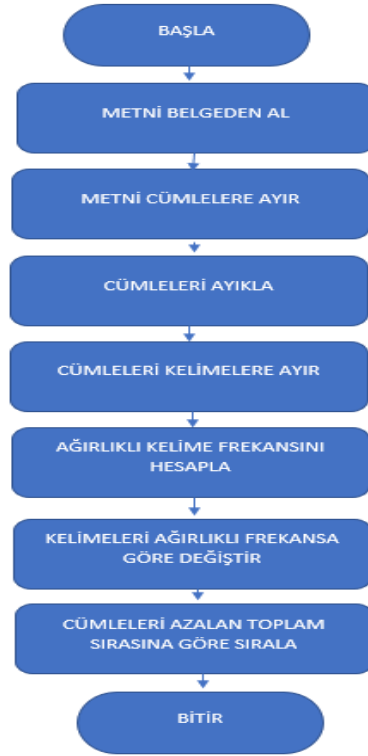 BAŞLA
METNİ BELGEDEN AL
METNİ CÜMLELERE AYIR
CÜMLELERİ AYIKLA
CÜMLELERİ KELİMELERE AYIR
AĞIRLIKLI KELİME FREKANSINI
HESAPLA
KELİMELERİ AĞIRLIKLI FREKANSA
GÖRE DEĞİŞTİR
CÜMLELERİ AZALAN TOPLAM
SIRASINA GÖRE SIRALA
BİTİR